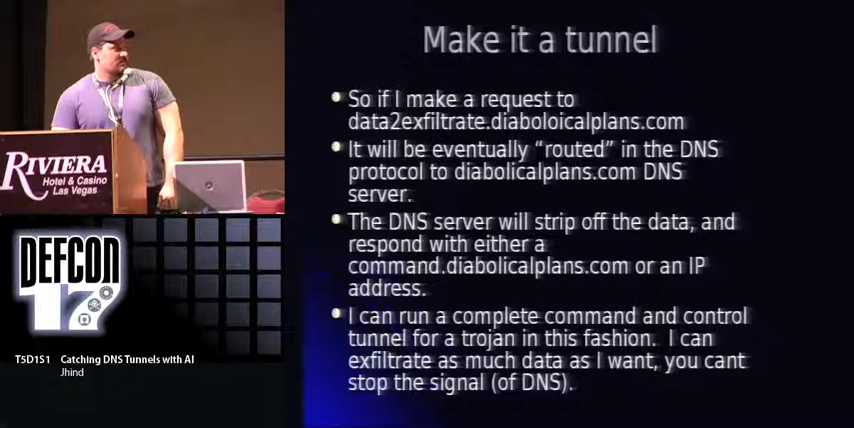 Make it a tunnel
So if I make a request to
data2exfiltrate.diaboloicalplans.com
It will be eventually “routed” in the DNS
protocol to diabolicalplans.com DNS
server.
The DNS server will strip off the data, and
respond with either a
command.diabolicalplans.com or an IP
address.
I can run a complete command and control
tunnel for a trojan in this fashion. I can
exfiltrate as much data as I want, you cant
stop the signal (of DNS).
RIVIERA
Hotel & Casino
Las Vegas
DEFCON
17
T5D1S1 Catching DNS Tunnels with AI
Jhind